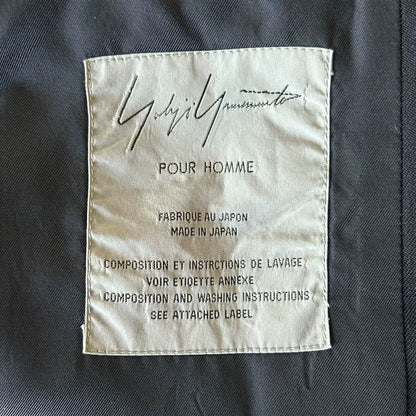 Yohji Yamamoto
POUR HOMME
FABRIQUE AU JAPON
MADE IN JAPAN
COMPOSITION ET INSTRCTIONS DE LAVAGE
VOIR ETIOETTE ANNEXE
COMPOSITION AND WASHING INSTRUCTIONS
SEE ATTACHED LABEL